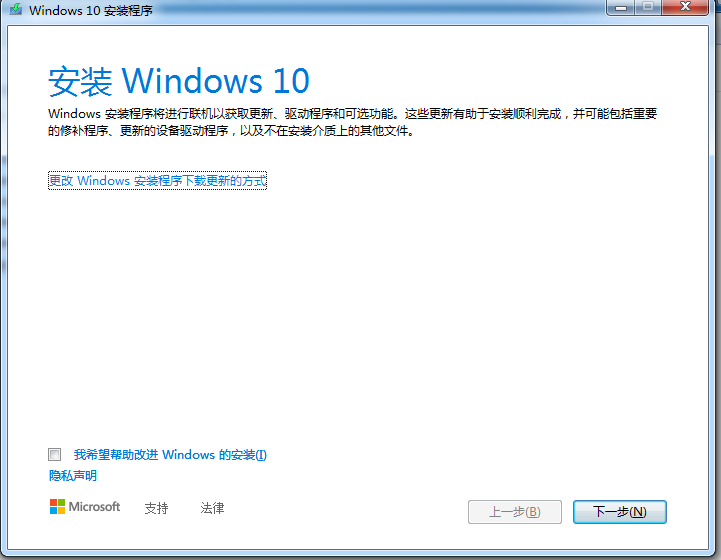 Windows 10 安装程序
安装 Windows 10
Windows 安装程序将进行联机以获取更新、驱动程序和可选功能。这些更新有助于安装顺利完成，并可能包括重要
的修补程序、更新的设备驱动程序，以及不在安装介质上的其他文件。
更改 Windows 安装程序下载更新的方式
我希望帮助改进 Windows 的安装(I)
隐私声明
Microsoft 支持 法律 上一步(B) 下一步(N)